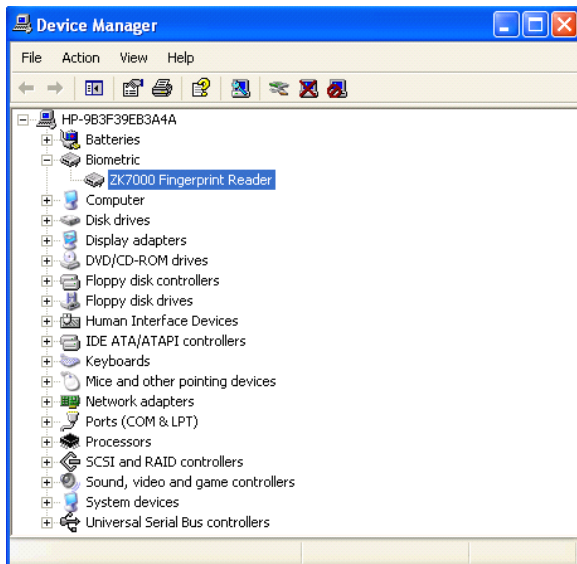 Device Manager
File Action View Help
HP-9B3F39EB3A4A
Batteries
Biometric
ZK7000 Fingerprint Reader
Computer
Disk drives
Display adapters
DVD/CD-ROM drives
Floppy disk controllers
Floppy disk drives
Human Interface Devices
IDE ATA/ATAPI controllers
Keyboards
Mice and other pointing devices
Network adapters
Ports (COM & LPT)
Processors
SCSI and RAID controllers
Sound, video and game controllers
System devices
Universal Serial Bus controllers